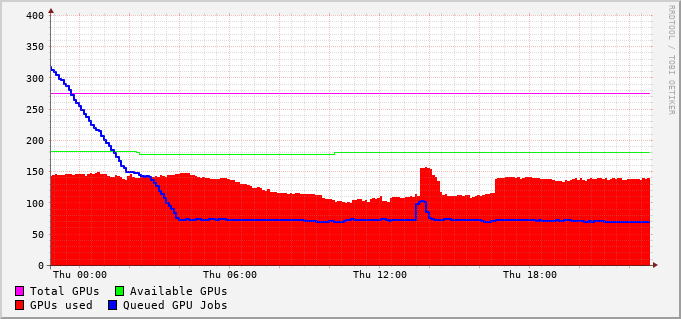 400
350
300
250
200
150
100
50
0
Thu 00:00 Thu 06:00 Thu 12:00 Thu 18:00
Total GPUs Available GPUs
GPUs used Queued GPU Jobs
RRDTOOL / TOBI OETIKER